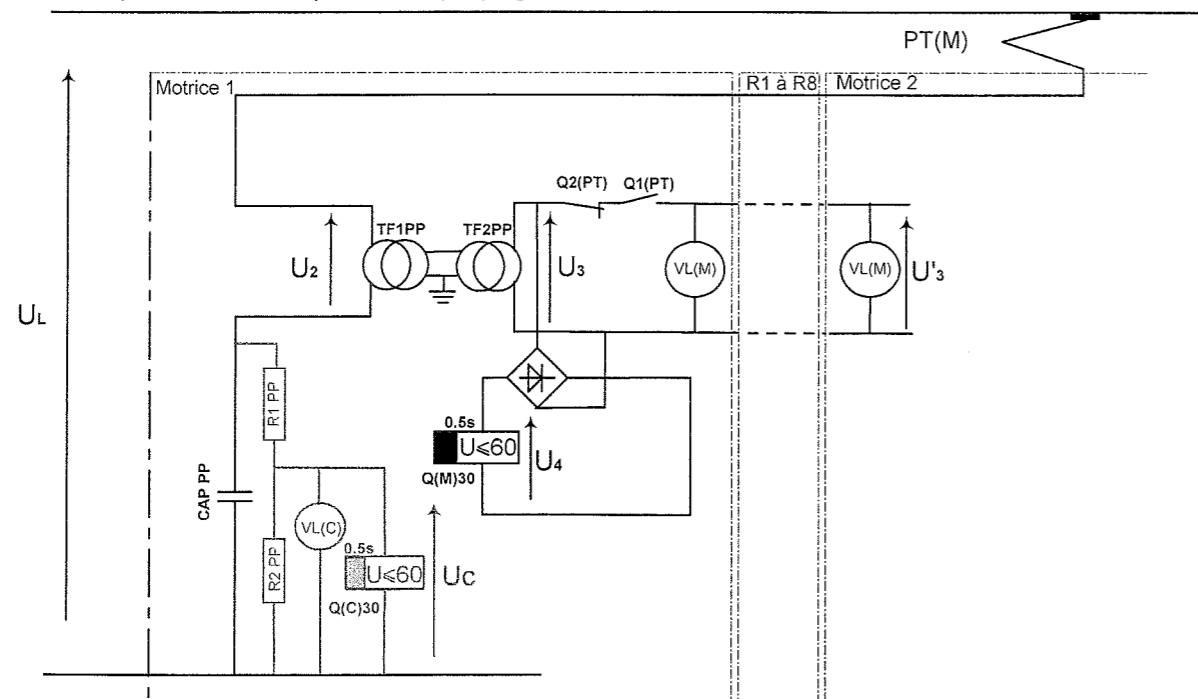 PT(M)
Motrice 1
R1 à R8
Motrice 2
Q2(PT)
Q1(PT)
TF1PP
TF2PP
U2
U3
VL(M)
VL(M)
U'3
UL
R1 PP
0.5s
U≤60
U4
Q(M)30
CAP PP
VL(C)
0.5s
R2 PP
U≤60
UC
Q(C)30